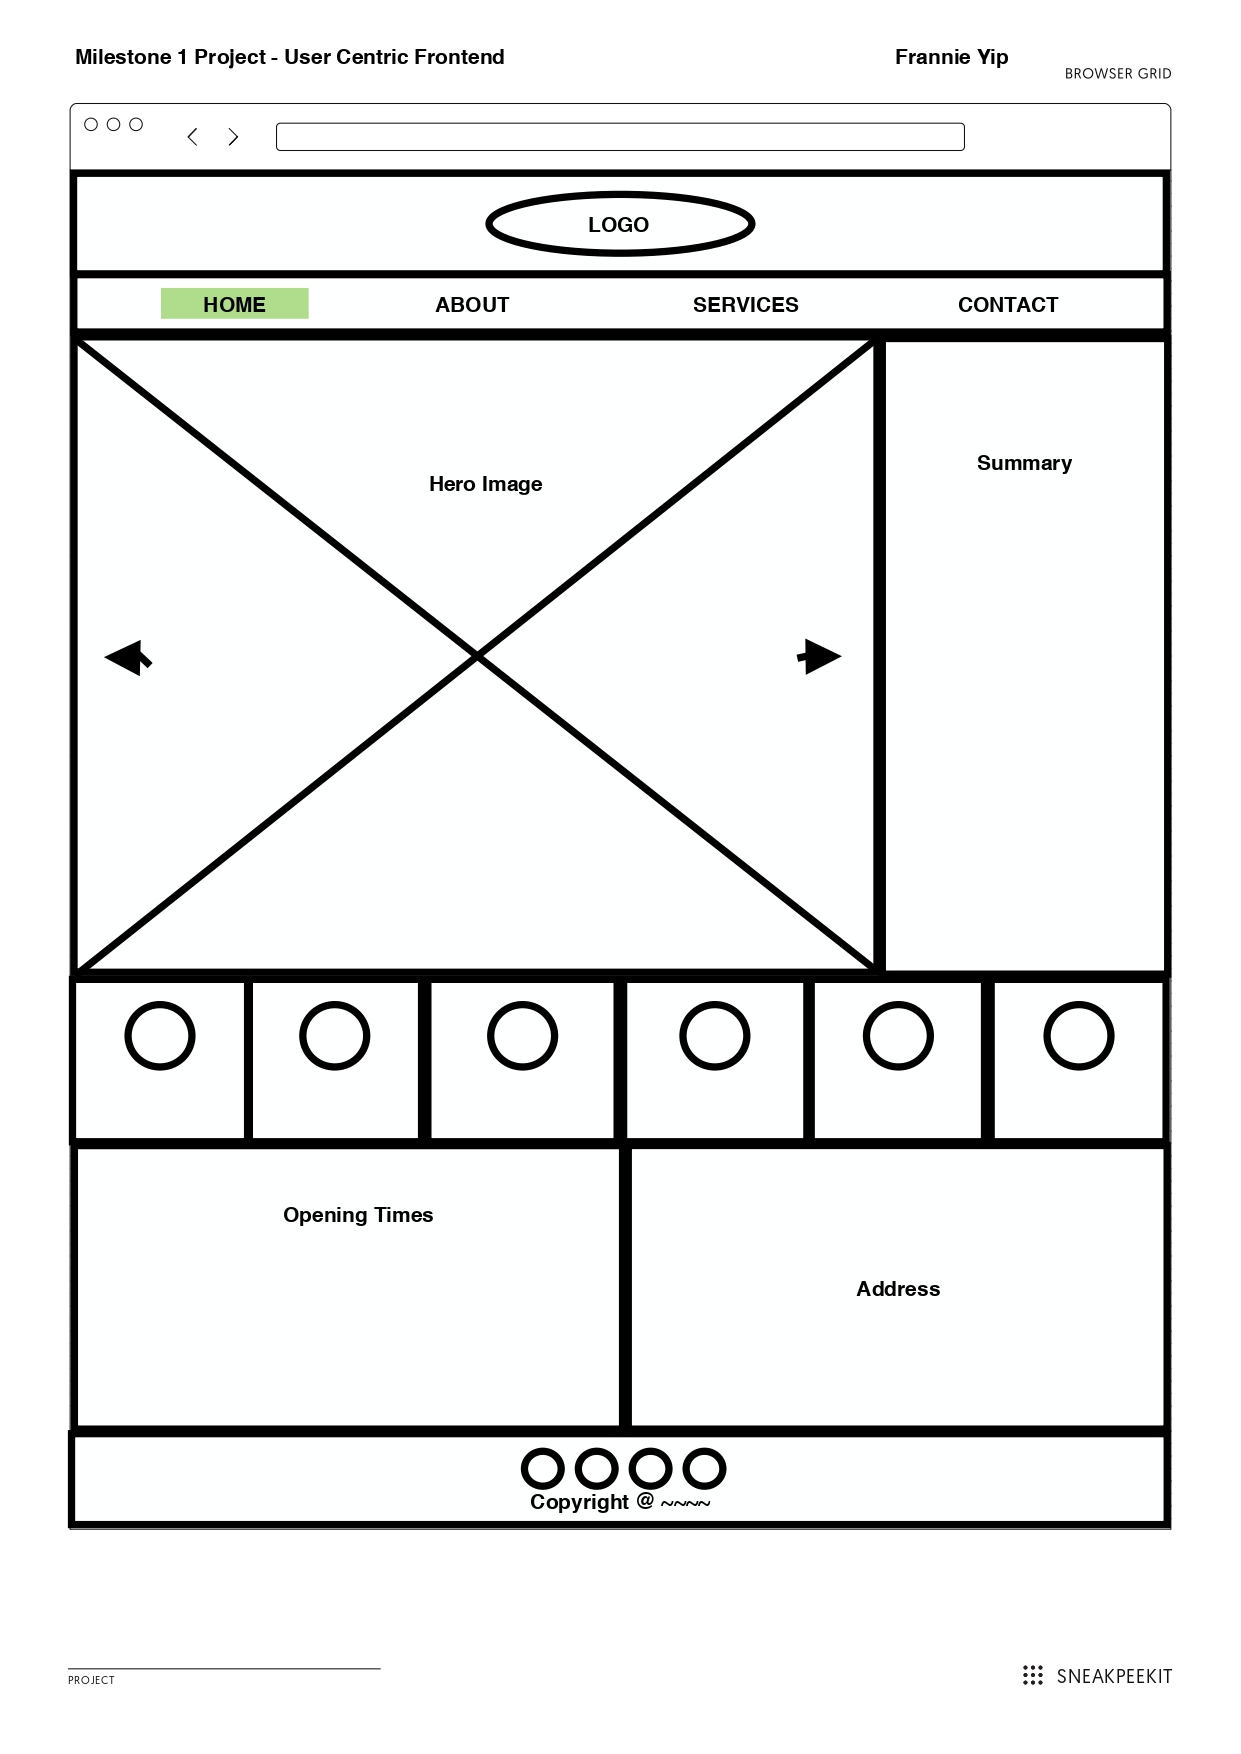 Milestone 1 Project - User Centric Frontend
Frannie Yip
BROWSER GRID
LOGO
HOME ABOUT SERVICES CONTACT
Hero Image
Summary
Opening Times
Address
Copyright @ ~~~~
PROJECT
SNEAKPEEKIT